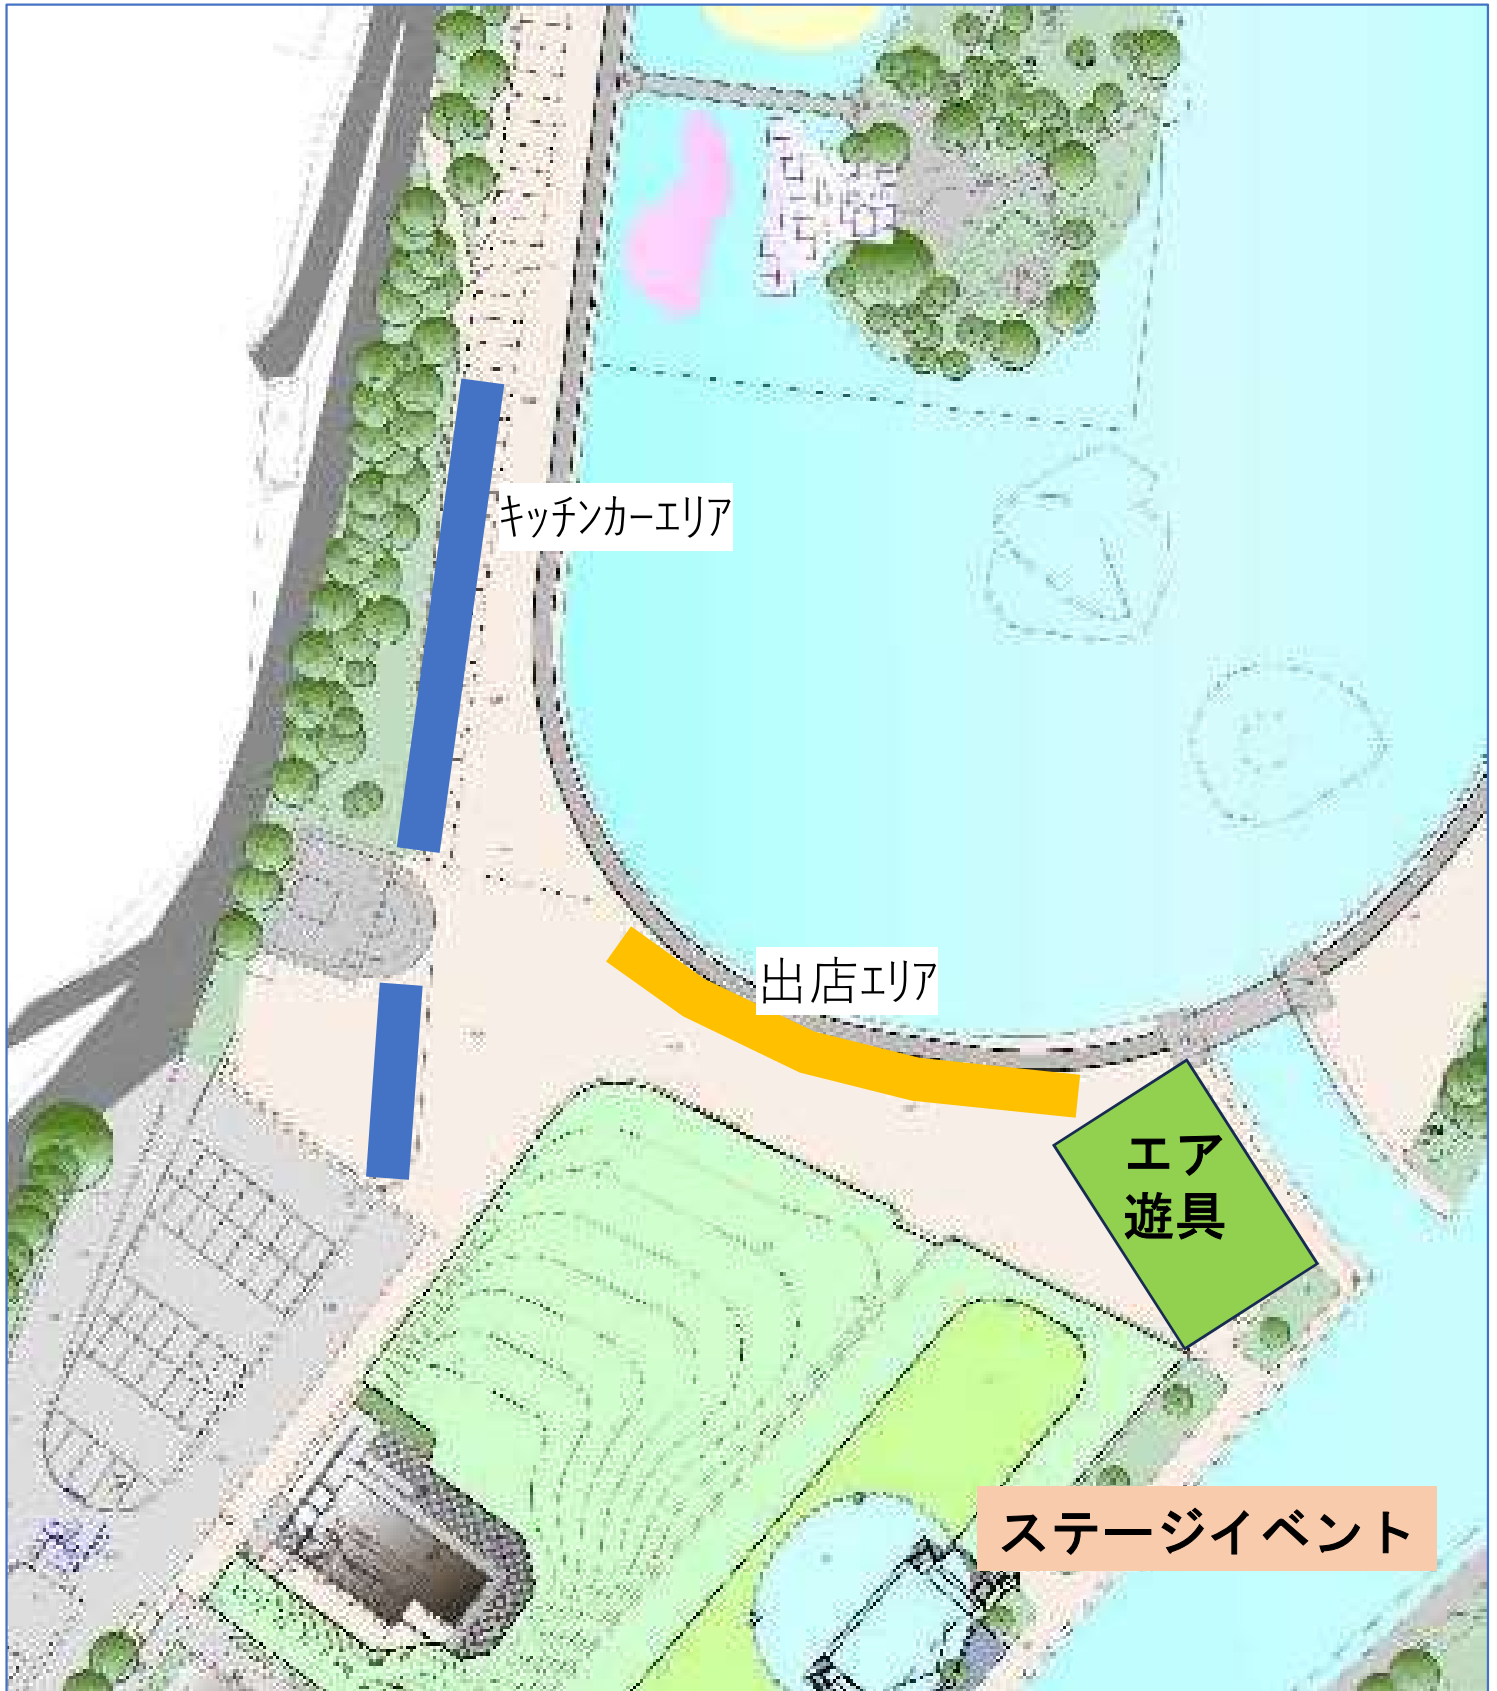 キッチンカーエリア
出店エリア
エア
遊具
ステージイベント